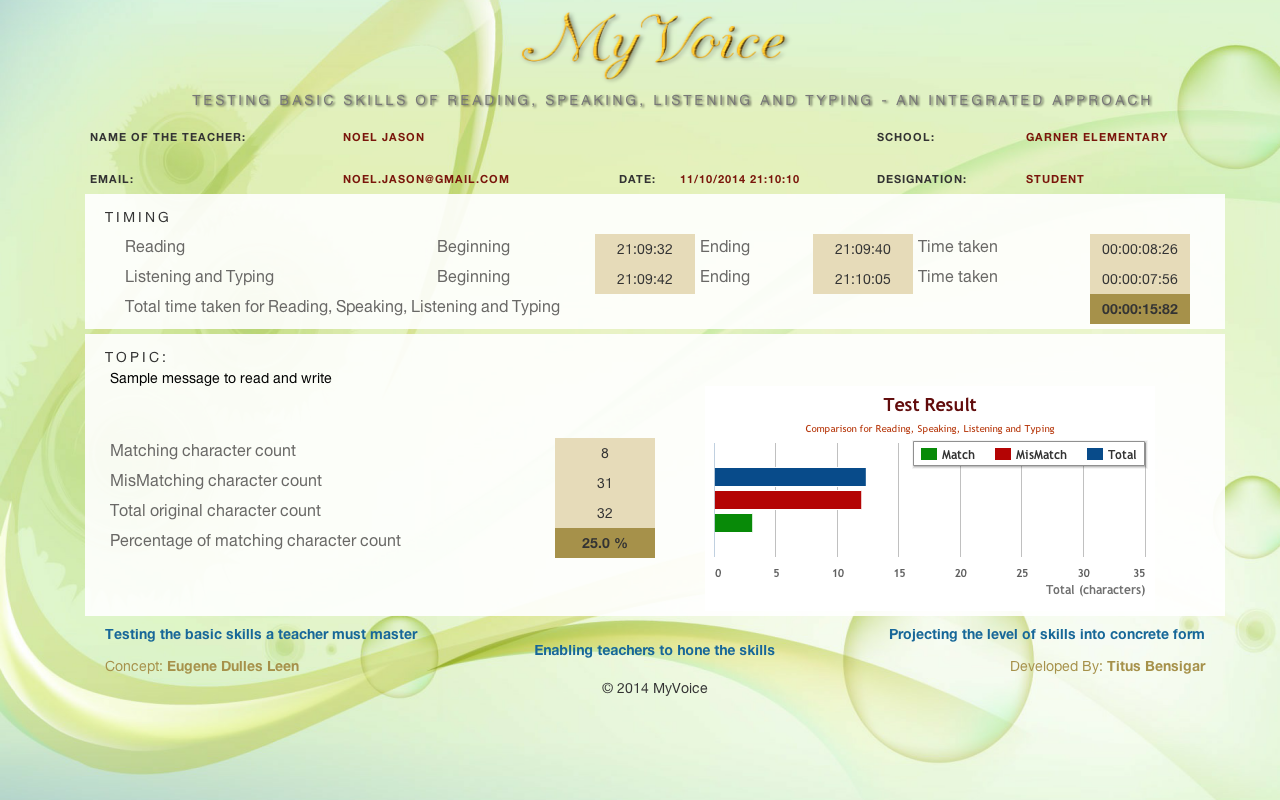 MyVoice
TESTING BASIC SKILLS OF READING, SPEAKING, LISTENING AND TYPING - AN INTEGRATED APPROACH
NAME OF THE TEACHER: NOEL JASON SCHOOL: GARNER ELEMENTARY
EMAIL: NOEL.JASON@GMAIL.COM DATE: 11/10/2014 21:10:10 DESIGNATION: STUDENT
TIMING
Reading Beginning 21:09:32 Ending 21:09:40 Time taken 00:00:08:26
Listening and Typing Beginning 21:09:42 Ending 21:10:05 Time taken 00:00:07:56
Total time taken for Reading, Speaking, Listening and Typing 00:00:15:82
TOPIC:
Sample message to read and write
Matching character count 8
MisMatching character count 31
Total original character count 32
Percentage of matching character count 25.0 %
Test Result
Comparison for Reading, Speaking, Listening and Typing
Match MisMatch Total
0 5 10 15 20 25 30 35
Total (characters)
Testing the basic skills a teacher must master
Enabling teachers to hone the skills
Projecting the level of skills into concrete form
Concept: Eugene Dulles Leen
Developed By: Titus Bensigar
© 2014 MyVoice